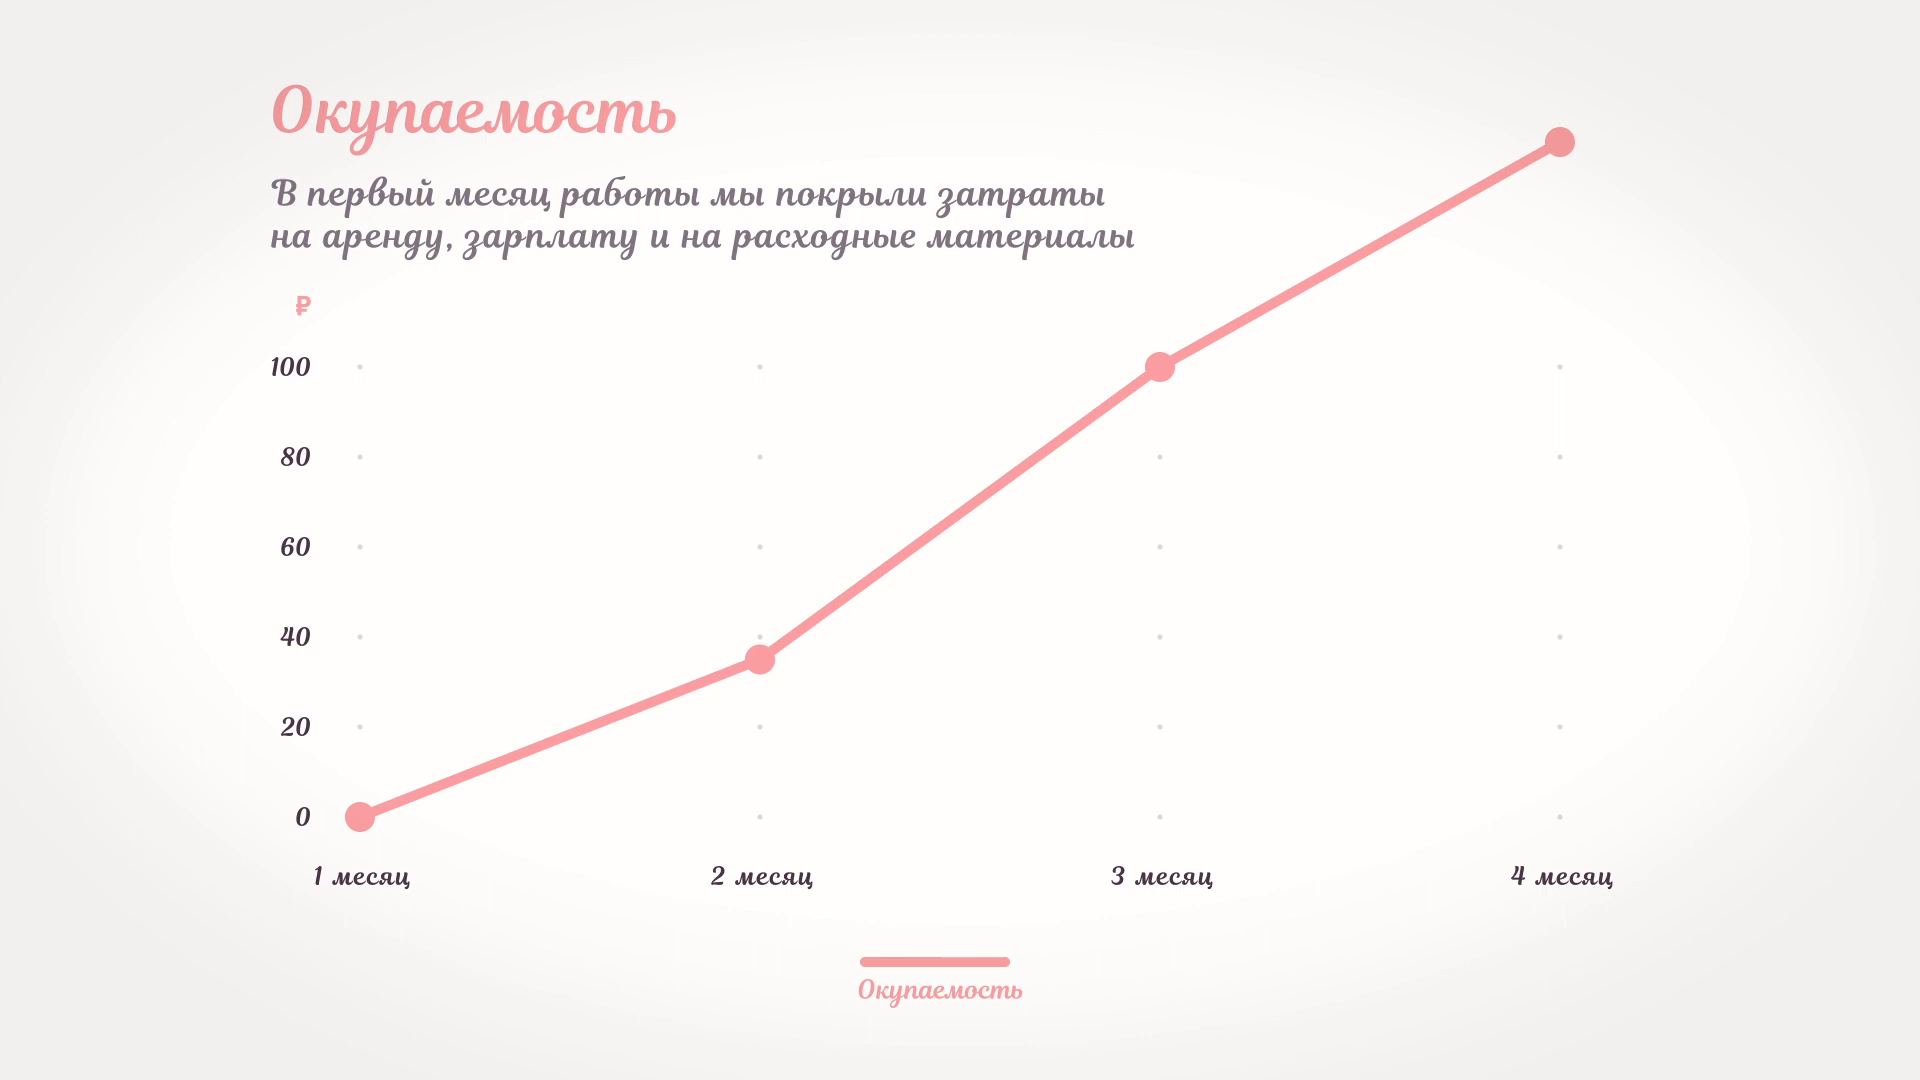 Окупаемость
В первый месяц работы мы покрыли затраты
на аренду, зарплату и на расходные материалы
₽
100
80
60
40
20
0
1 месяц
2 месяц
3 месяц
4 месяц
Окупаемость